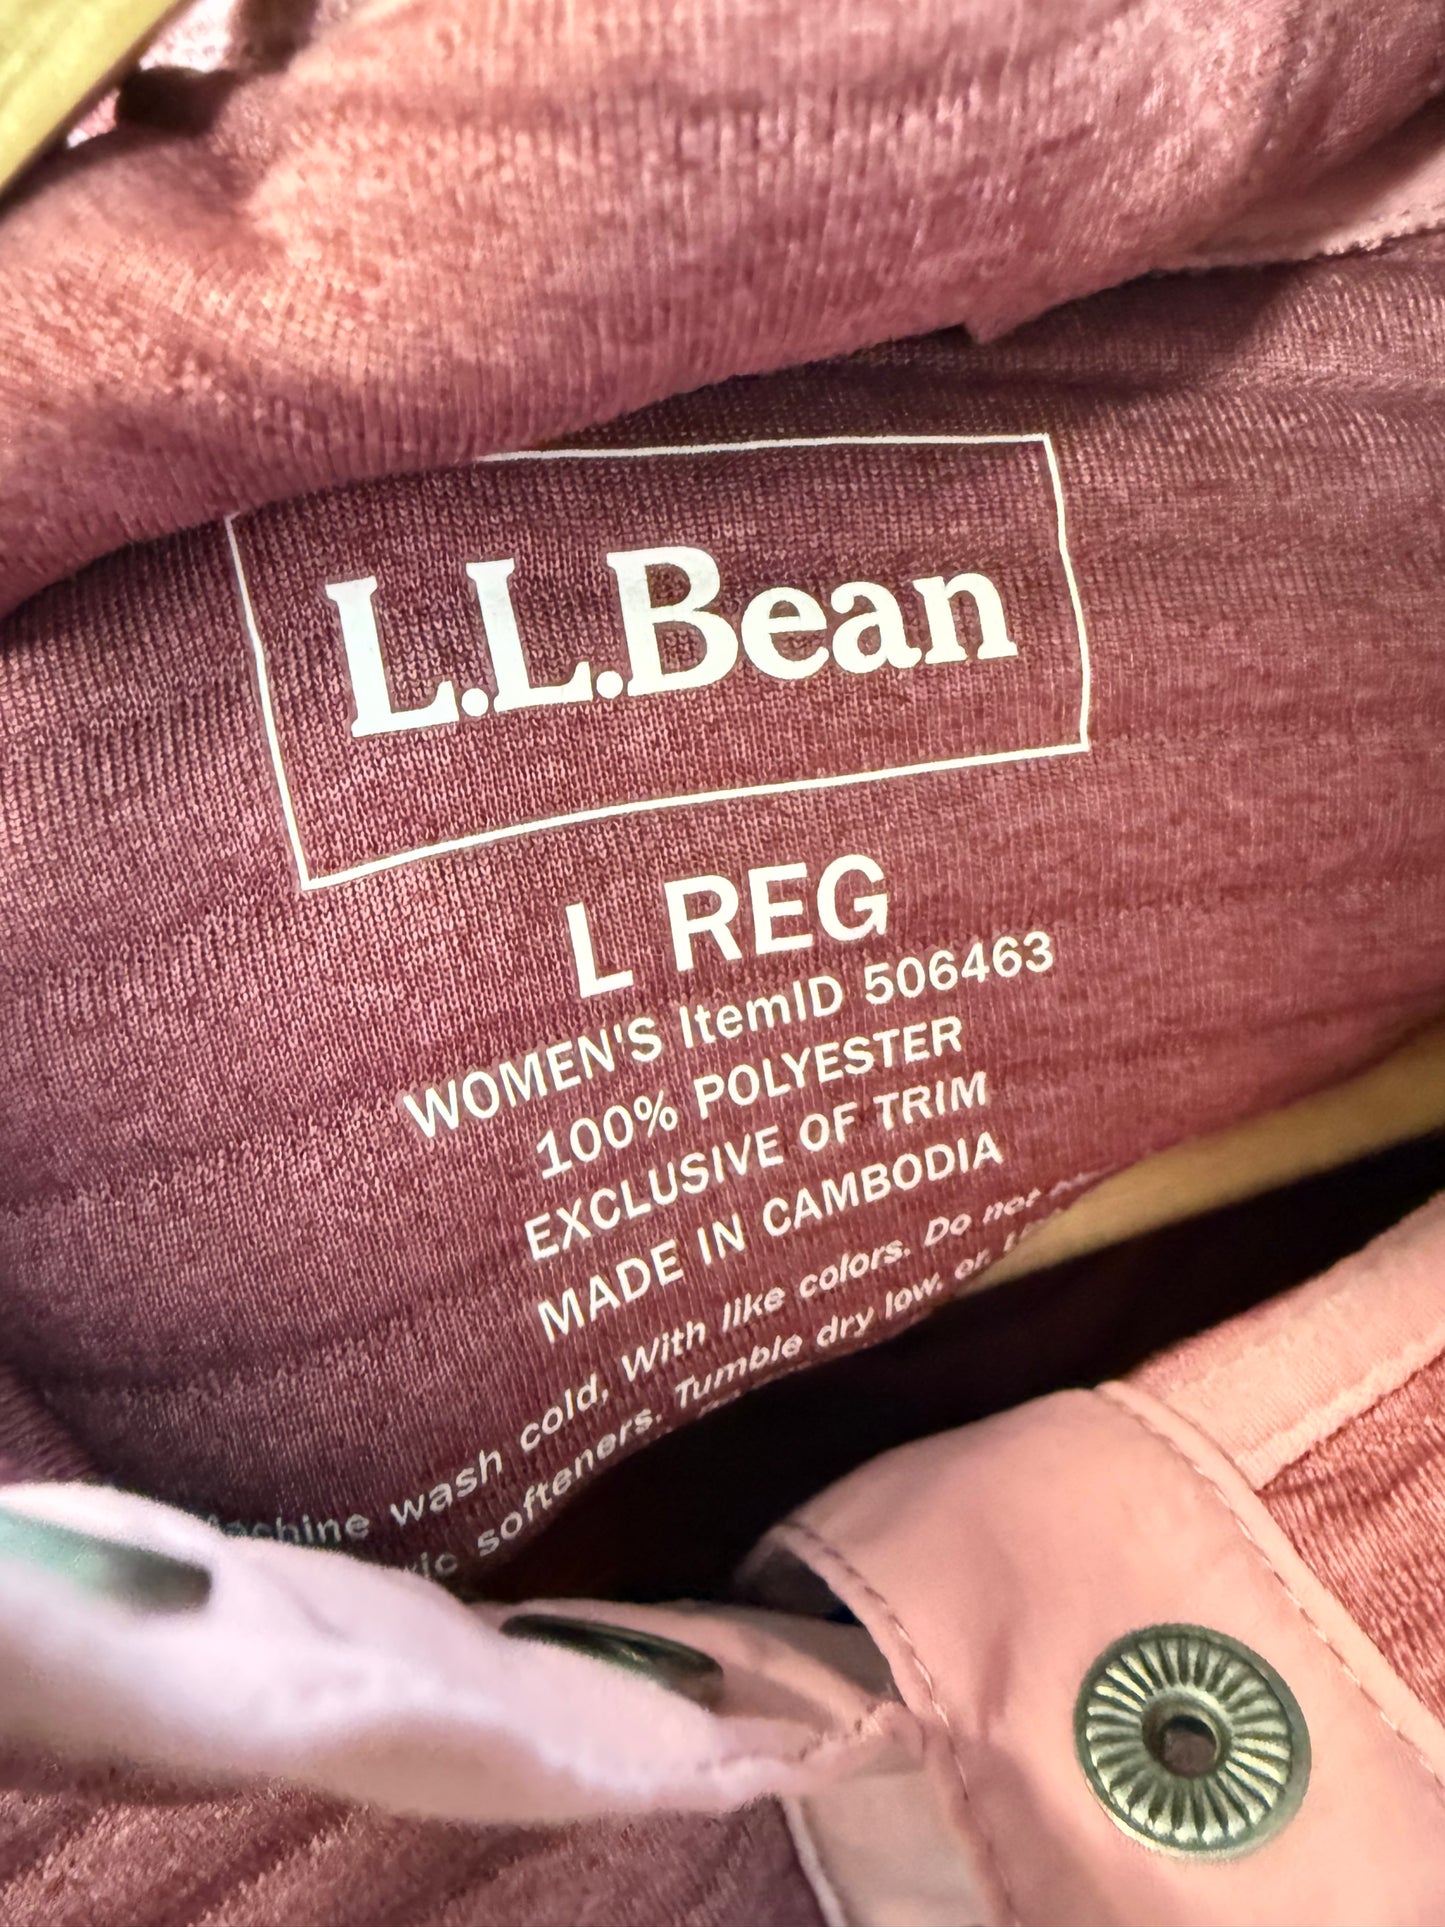 L.L.Bean
L REG
WOMEN'S ItemID 506463
100% POLYESTER
EXCLUSIVE OF TRIM
MADE IN CAMBODIA
Machine wash cold, With like colors. Do not
softeners. Tumble dry low, or